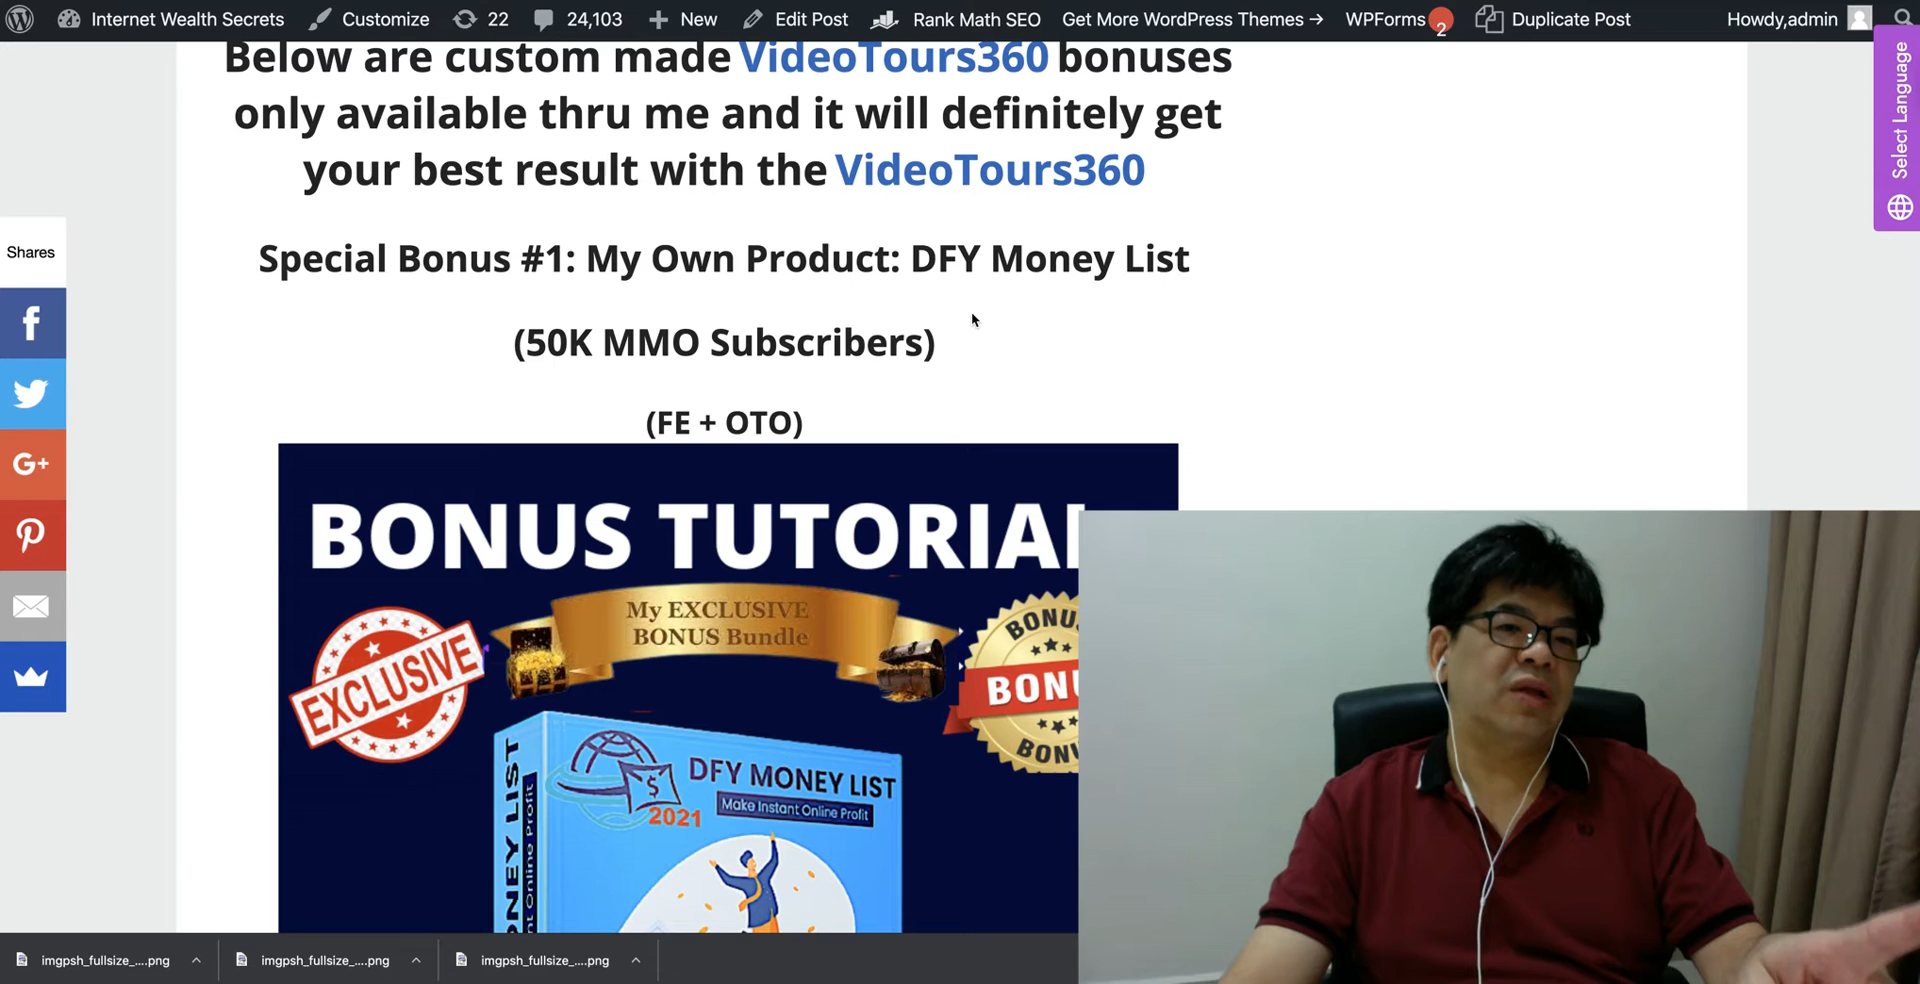 Internet Wealth Secrets Customize 22 24,103 New Edit Post Rank Math SEO Get More WordPress Themes → WPForms 2 Duplicate Post Howdy,admin
Below are custom made VideoTours360 bonuses
only available thru me and it will definitely get
your best result with the VideoTours360
Select Language
Special Bonus #1: My Own Product: DFY Money List
(50K MMO Subscribers)
(FE + OTO)
Shares
f
G+
BONUS TUTORIAL
My EXCLUSIVE
BONUS Bundle
EXCLUSIVE
BONUS
DFY MONEY LIST
Make Instant Online Profit
2021
imgpsh_fullsize_....png imgpsh_fullsize_....png imgpsh_fullsize_....png